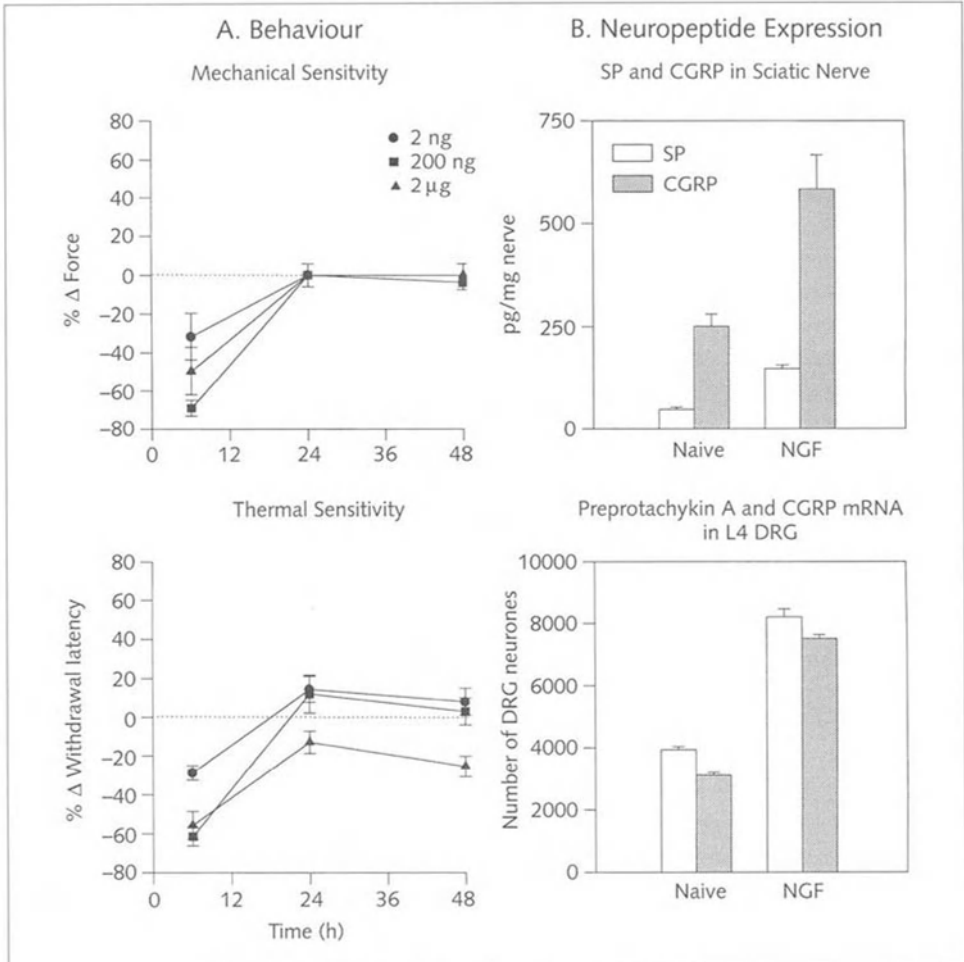 A. Behaviour
Mechanical Sensitvity
80
60
40
20
0
−20
−40
−60
−80
% Δ Force
2 ng
200 ng
2 µg
0
12
24
36
48
Thermal Sensitivity
80
60
40
20
0
−20
−40
−60
−80
% Δ Withdrawal latency
0
12
24
36
48
Time (h)
B. Neuropeptide Expression
SP and CGRP in Sciatic Nerve
750
500
250
0
pg/mg nerve
SP
CGRP
Naive
NGF
Preprotachykin A and CGRP mRNA
in L4 DRG
10000
8000
6000
4000
2000
0
Number of DRG neurones
Naive
NGF